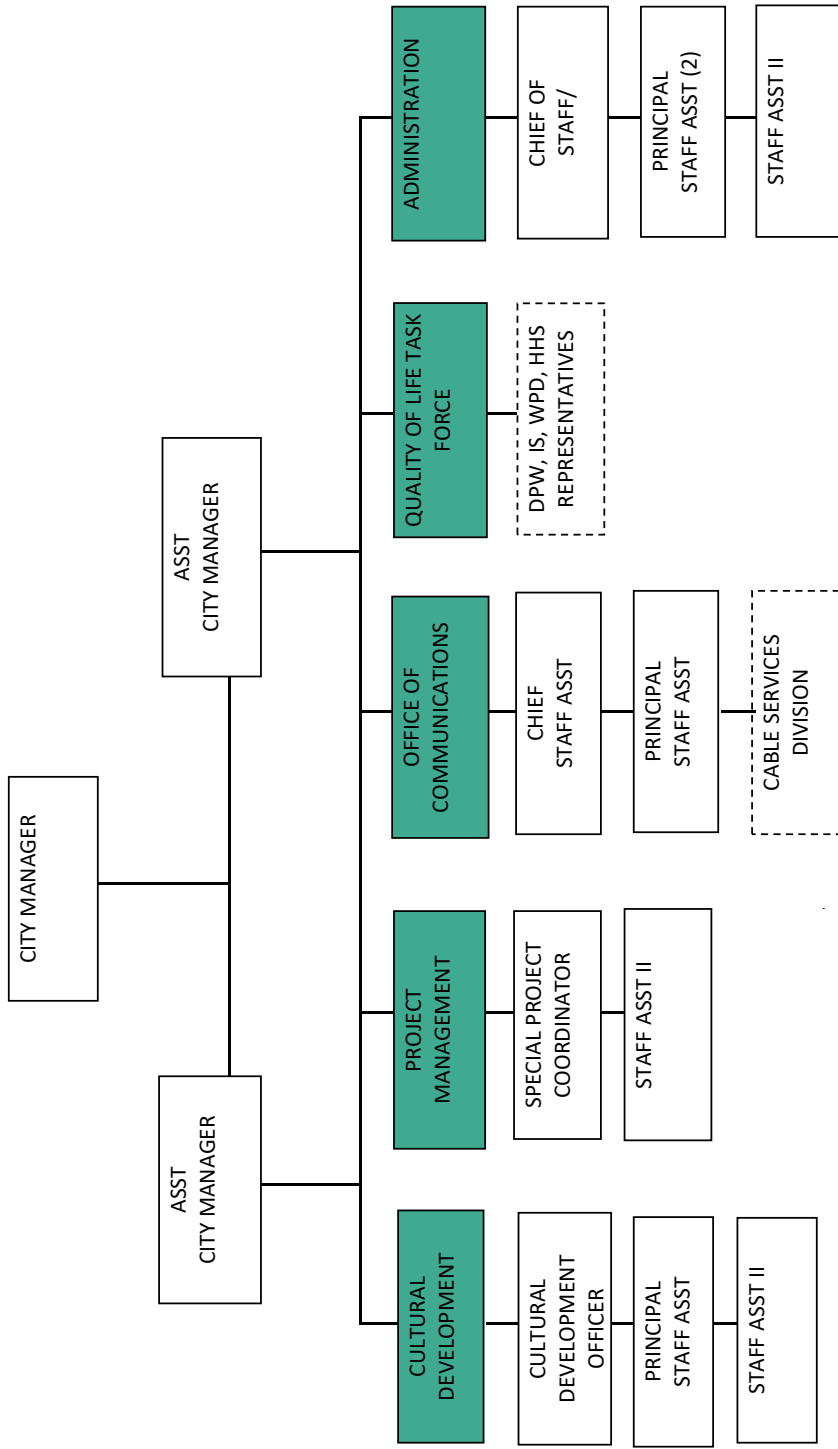 CITY MANAGER
ASST
CITY MANAGER
ASST
CITY MANAGER
CULTURAL
DEVELOPMENT
CULTURAL
DEVELOPMENT
OFFICER
PRINCIPAL
STAFF ASST
STAFF ASST II
PROJECT
MANAGEMENT
SPECIAL PROJECT
COORDINATOR
STAFF ASST II
OFFICE OF
COMMUNICATIONS
CHIEF
STAFF ASST
PRINCIPAL
STAFF ASST
CABLE SERVICES
DIVISION
QUALITY OF LIFE TASK
FORCE
DPW, IS, WPD, HHS
REPRESENTATIVES
ADMINISTRATION
CHIEF OF
STAFF/
PRINCIPAL
STAFF ASST (2)
STAFF ASST II